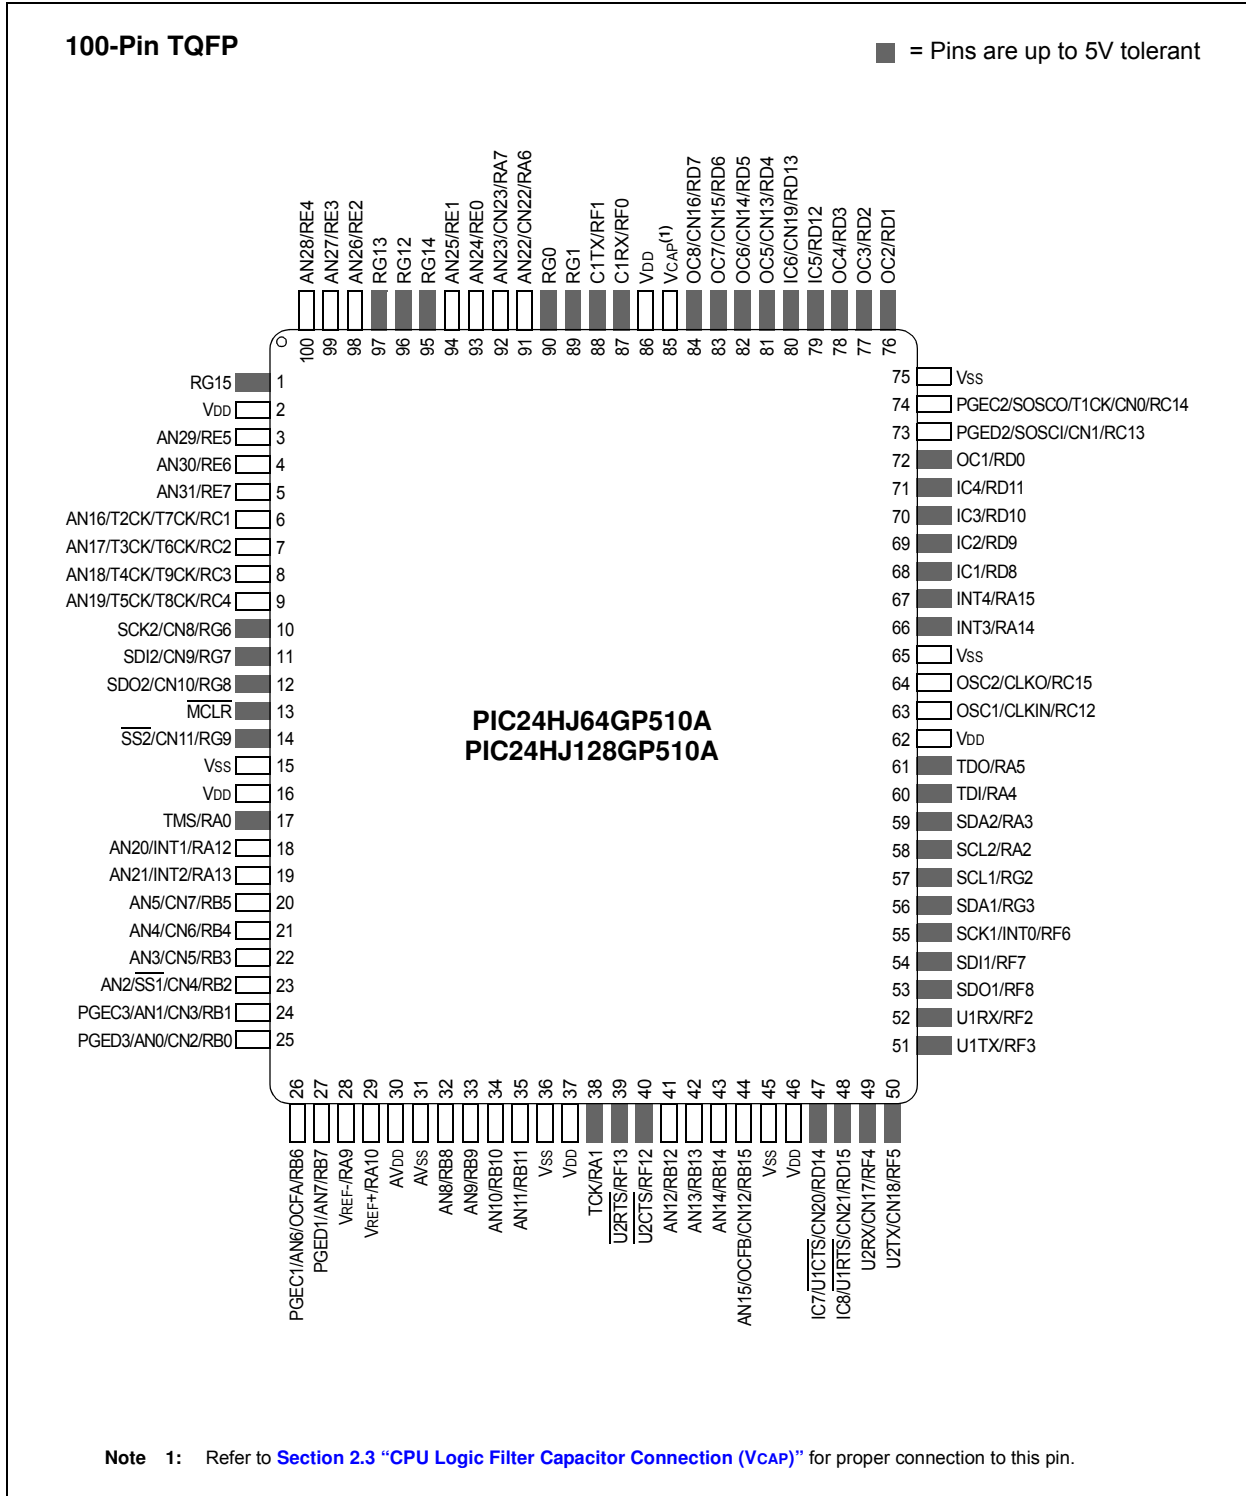 100-Pin TQFP
= Pins are up to 5V tolerant
AN28/RE4
AN27/RE3
AN26/RE2
RG13
RG12
RG14
AN25/RE1
AN24/RE0
AN23/CN23/RA7
AN22/CN22/RA6
RG0
RG1
C1TX/RF1
C1RX/RF0
VDD
VCAP(1)
OC8/CN16/RD7
OC7/CN15/RD6
OC6/CN14/RD5
OC5/CN13/RD4
IC6/CN19/RD13
IC5/RD12
OC4/RD3
OC3/RD2
OC2/RD1
100
99
98
97
96
95
94
93
92
91
90
89
88
87
86
85
84
83
82
81
80
79
78
77
76
RG15 1
VDD 2
AN29/RE5 3
AN30/RE6 4
AN31/RE7 5
AN16/T2CK/T7CK/RC1 6
AN17/T3CK/T6CK/RC2 7
AN18/T4CK/T9CK/RC3 8
AN19/T5CK/T8CK/RC4 9
SCK2/CN8/RG6 10
SDI2/CN9/RG7 11
SDO2/CN10/RG8 12
MCLR 13
SS2/CN11/RG9 14
VSS 15
VDD 16
TMS/RA0 17
AN20/INT1/RA12 18
AN21/INT2/RA13 19
AN5/CN7/RB5 20
AN4/CN6/RB4 21
AN3/CN5/RB3 22
AN2/SS1/CN4/RB2 23
PGEC3/AN1/CN3/RB1 24
PGED3/AN0/CN2/RB0 25
PIC24HJ64GP510A
PIC24HJ128GP510A
75 VSS
74 PGEC2/SOSCO/T1CK/CN0/RC14
73 PGED2/SOSCI/CN1/RC13
72 OC1/RD0
71 IC4/RD11
70 IC3/RD10
69 IC2/RD9
68 IC1/RD8
67 INT4/RA15
66 INT3/RA14
65 VSS
64 OSC2/CLKO/RC15
63 OSC1/CLKIN/RC12
62 VDD
61 TDO/RA5
60 TDI/RA4
59 SDA2/RA3
58 SCL2/RA2
57 SCL1/RG2
56 SDA1/RG3
55 SCK1/INT0/RF6
54 SDI1/RF7
53 SDO1/RF8
52 U1RX/RF2
51 U1TX/RF3
26
27
28
29
30
31
32
33
34
35
36
37
38
39
40
41
42
43
44
45
46
47
48
49
50
PGEC1/AN6/OCFA/RB6
PGED1/AN7/RB7
VREF-/RA9
VREF+/RA10
AVDD
AVSS
AN8/RB8
AN9/RB9
AN10/RB10
AN11/RB11
VSS
VDD
TCK/RA1
U2RTS/RF13
U2CTS/RF12
AN12/RB12
AN13/RB13
AN14/RB14
AN15/OCFB/CN12/RB15
VSS
VDD
IC7/U1CTS/CN20/RD14
IC8/U1RTS/CN21/RD15
U2RX/CN17/RF4
U2TX/CN18/RF5
Note 1: Refer to Section 2.3 “CPU Logic Filter Capacitor Connection (VCAP)” for proper connection to this pin.